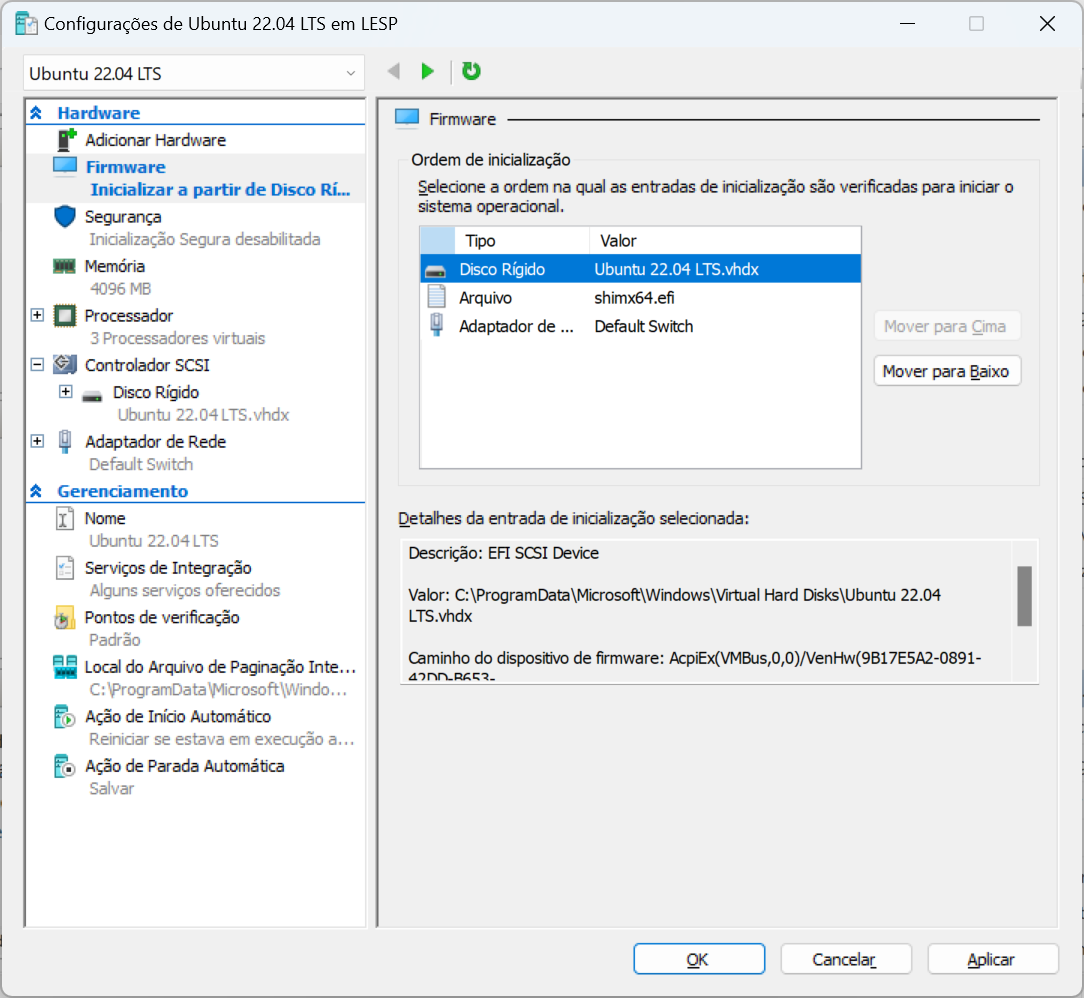 Configurações de Ubuntu 22.04 LTS em LESP
Ubuntu 22.04 LTS
Hardware
Adicionar Hardware
Firmware
Inicializar a partir de Disco Rí...
Segurança
Inicialização Segura desabilitada
Memória
4096 MB
Processador
3 Processadores virtuais
Controlador SCSI
Disco Rígido
Ubuntu 22.04 LTS.vhdx
Adaptador de Rede
Default Switch
Gerenciamento
Nome
Ubuntu 22.04 LTS
Serviços de Integração
Alguns serviços oferecidos
Pontos de verificação
Padrão
Local do Arquivo de Paginação Inte...
C:\ProgramData\Microsoft\Windo...
Ação de Início Automático
Reiniciar se estava em execução a...
Ação de Parada Automática
Salvar
Firmware
Ordem de inicialização
Selecione a ordem na qual as entradas de inicialização são verificadas para iniciar o
sistema operacional.
Tipo Valor
Disco Rígido Ubuntu 22.04 LTS.vhdx
Arquivo shimx64.efi
Adaptador de ... Default Switch
Mover para Cima
Mover para Baixo
Detalhes da entrada de inicialização selecionada:
Descrição: EFI SCSI Device
Valor: C:\ProgramData\Microsoft\Windows\Virtual Hard Disks\Ubuntu 22.04
LTS.vhdx
Caminho do dispositivo de firmware: AcpiEx(VMBus,0,0)/VenHw(9B17E5A2-0891-
42DD-B653-
OK Cancelar Aplicar